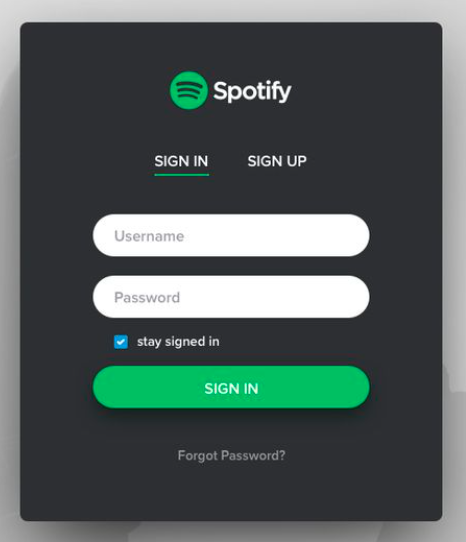 Spotify
SIGN IN SIGN UP
Username
Password
stay signed in
SIGN IN
Forgot Password?